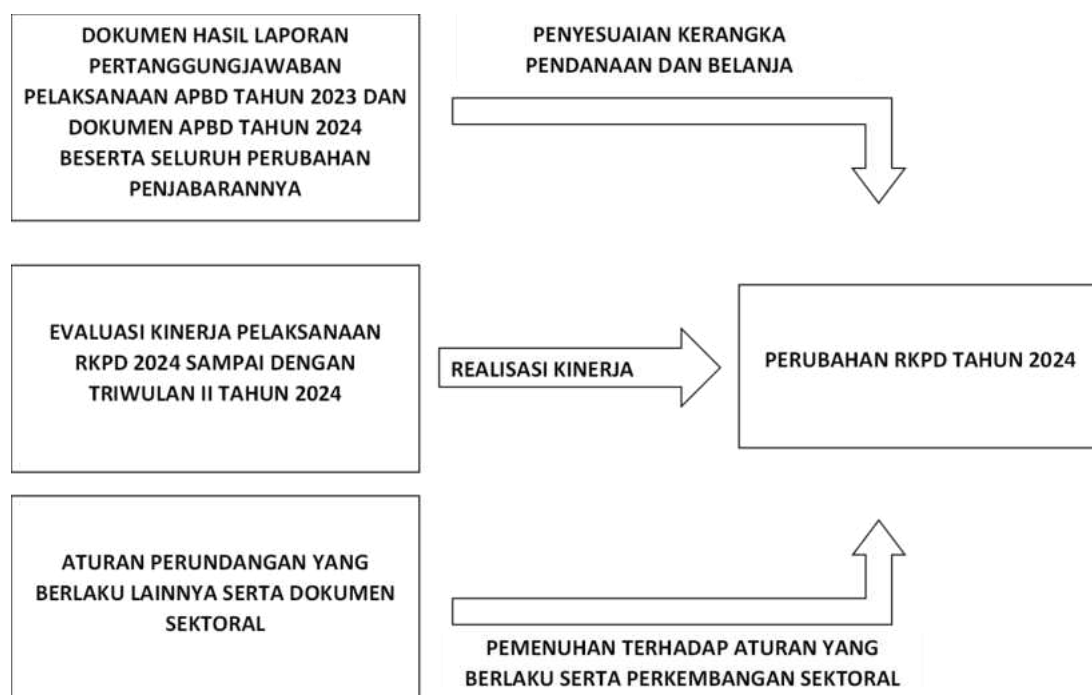 DOKUMEN HASIL LAPORAN
PERTANGGUNGJAWABAN
PELAKSANAAN APBD TAHUN 2023 DAN
DOKUMEN APBD TAHUN 2024
BESERTA SELURUH PERUBAHAN
PENJABARANNYA
PENYESUAIAN KERANGKA
PENDANAAN DAN BELANJA
EVALUASI KINERJA PELAKSANAAN
RKPD 2024 SAMPAI DENGAN
TRIWULAN II TAHUN 2024
REALISASI KINERJA
PERUBAHAN RKPD TAHUN 2024
ATURAN PERUNDANGAN YANG
BERLAKU LAINNYA SERTA DOKUMEN
SEKTORAL
PEMENUHAN TERHADAP ATURAN YANG
BERLAKU SERTA PERKEMBANGAN SEKTORAL